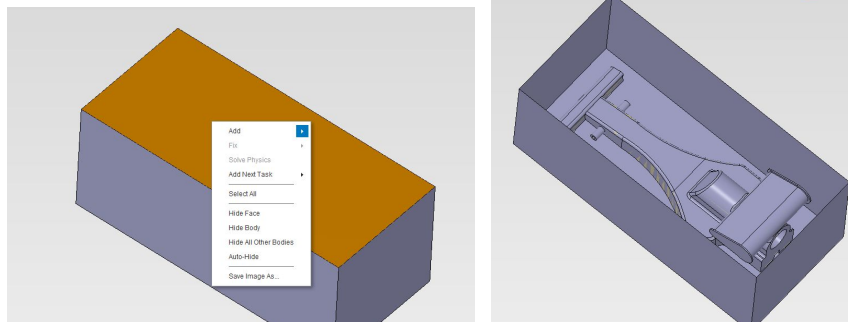 Add
Fix
Solve Physics
Add Next Task
Select All
Hide Face
Hide Body
Hide All Other Bodies
Auto-Hide
Save Image As...